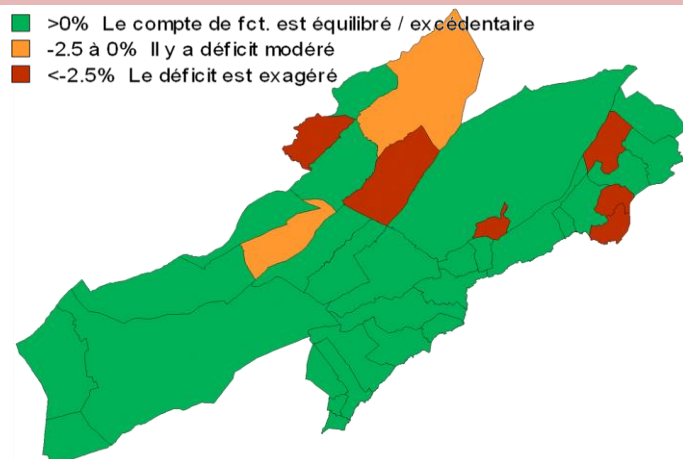 >0% Le compte de fct. est équilibré / excédentaire
-2.5 à 0% Il y a déficit modéré
<-2.5% Le déficit est exagéré